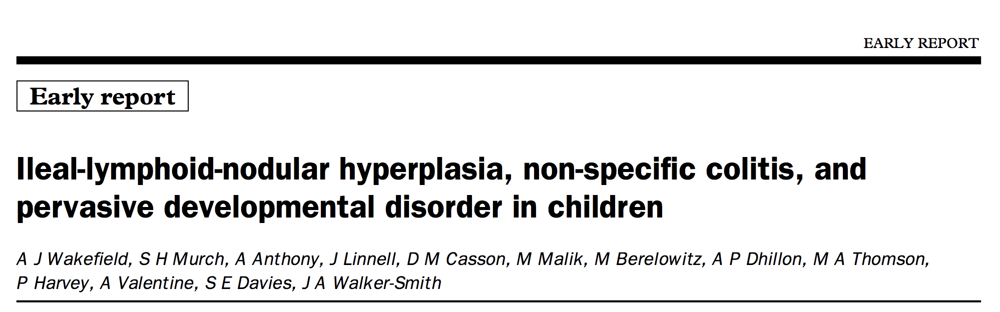 EARLY REPORT
Early report
Ileal-lymphoid-nodular hyperplasia, non-specific colitis, and
pervasive developmental disorder in children
A J Wakefield, S H Murch, A Anthony, J Linnell, D M Casson, M Malik, M Berelowitz, A P Dhillon, M A Thomson,
P Harvey, A Valentine, S E Davies, J A Walker-Smith